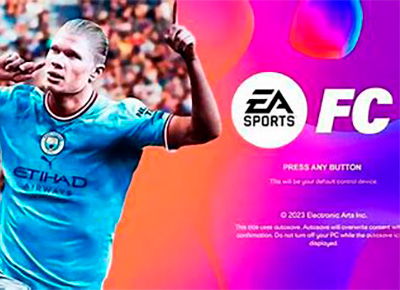 ETIHAD
AIRWAYS
EA
SPORTS
FC
PRESS ANY BUTTON
This will be your default control device.
© 2023 Electronic Arts Inc.
This title uses autosave. Autosave will overwrite content wit
confirmation. Do not turn off your PC while the autosave ic
displayed.